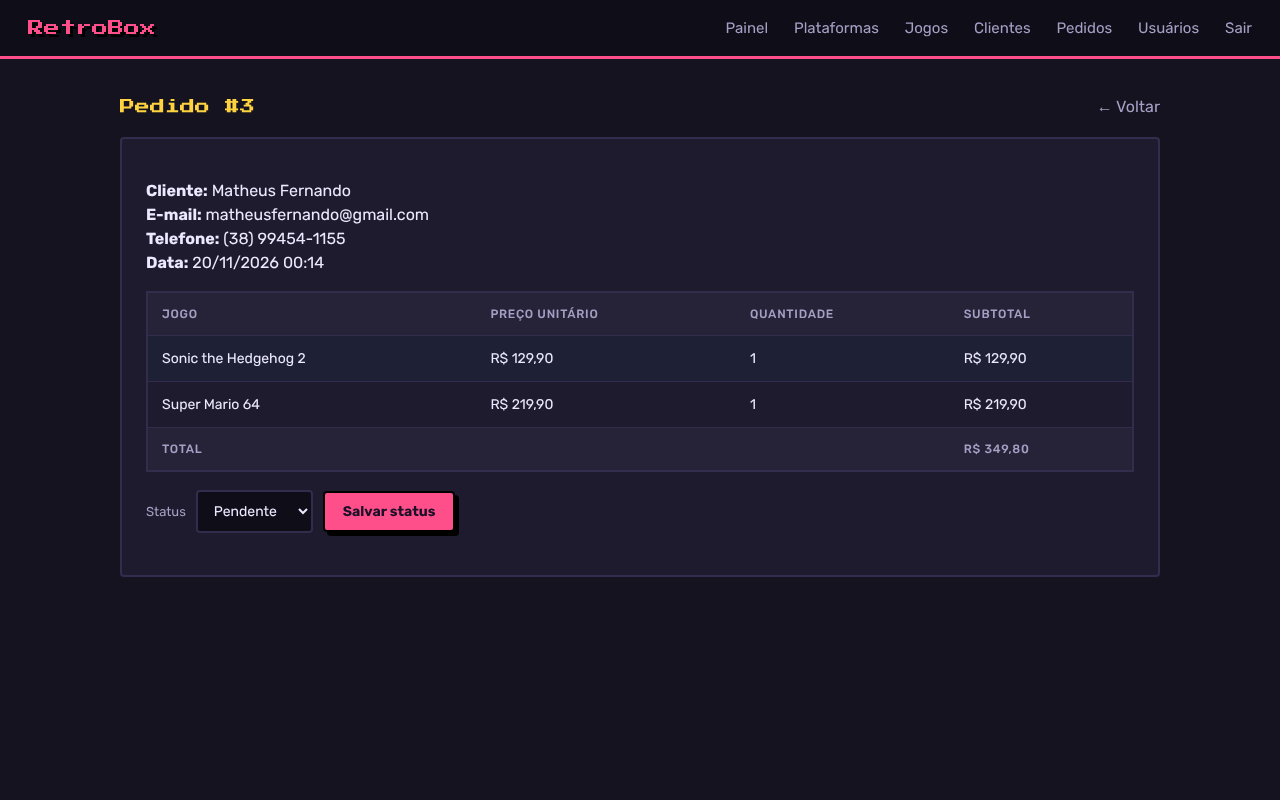 RetroBox
Painel Plataformas Jogos Clientes Pedidos Usuários Sair
Pedido #3
← Voltar
Cliente: Matheus Fernando
E-mail: matheusfernando@gmail.com
Telefone: (38) 99454-1155
Data: 20/11/2026 00:14
JOGO PREÇO UNITÁRIO QUANTIDADE SUBTOTAL
Sonic the Hedgehog 2 R$ 129,90 1 R$ 129,90
Super Mario 64 R$ 219,90 1 R$ 219,90
TOTAL R$ 349,80
Status Pendente Salvar status